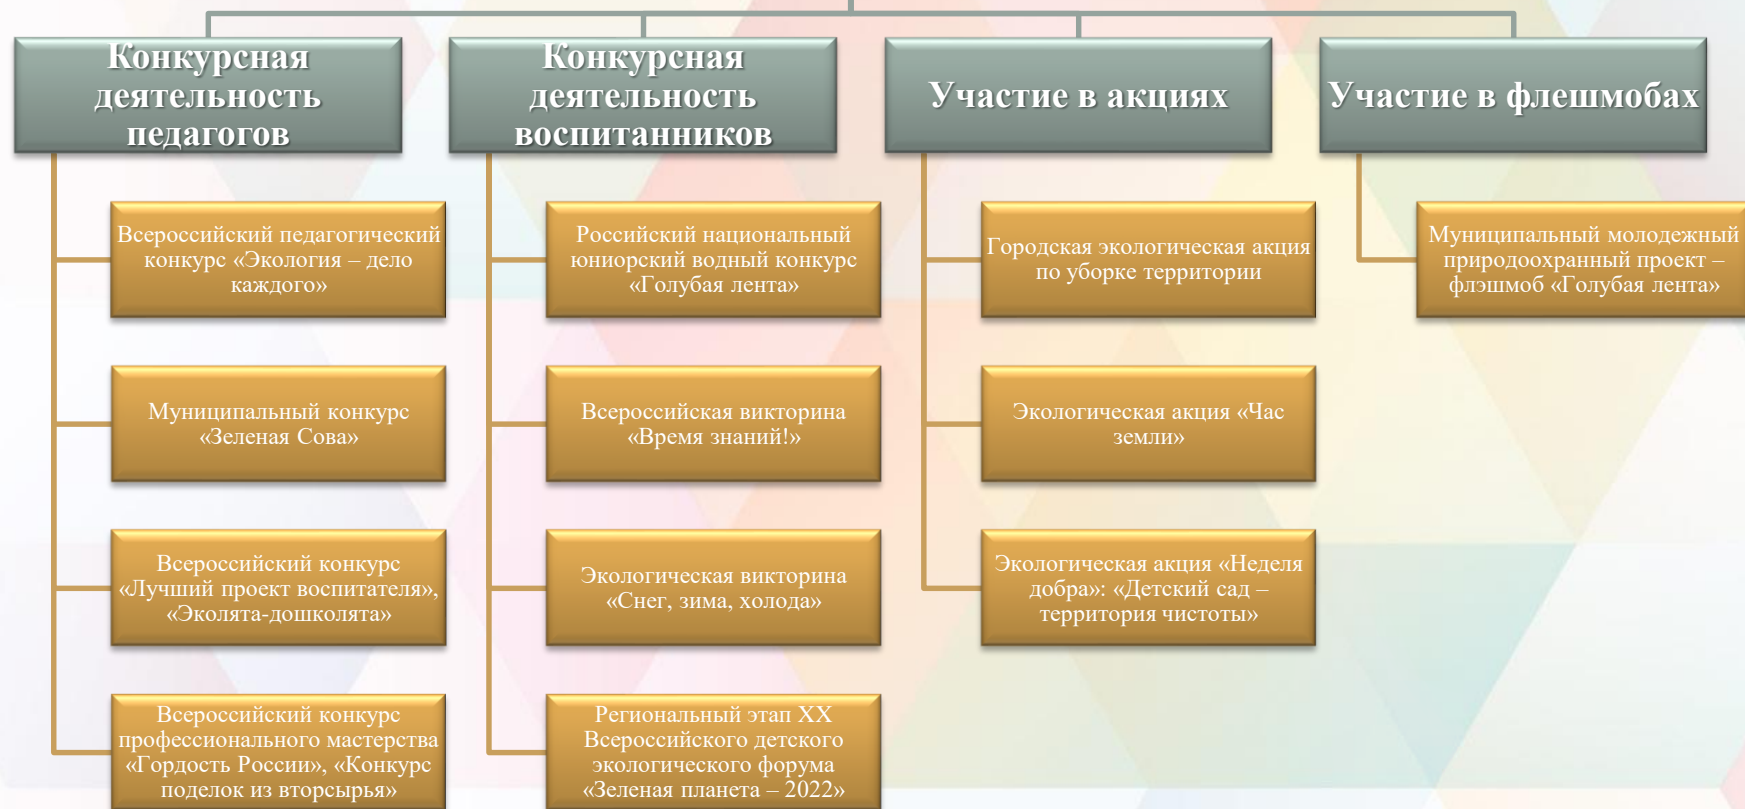 Конкурсная
деятельность
педагогов
Всероссийский педагогический
конкурс «Экология – дело
каждого»
Муниципальный конкурс
«Зеленая Сова»
Всероссийский конкурс
«Лучший проект воспитателя»,
«Эколята-дошколята»
Всероссийский конкурс
профессионального мастерства
«Гордость России», «Конкурс
поделок из вторсырья»
Конкурсная
деятельность
воспитанников
Российский национальный
юниорский водный конкурс
«Голубая лента»
Всероссийская викторина
«Время знаний!»
Экологическая викторина
«Снег, зима, холода»
Региональный этап XX
Всероссийского детского
экологического форума
«Зеленая планета – 2022»
Участие в акциях
Городская экологическая акция
по уборке территории
Экологическая акция «Час
земли»
Экологическая акция «Неделя
добра»: «Детский сад –
территория чистоты»
Участие в флешмобах
Муниципальный молодежный
природоохранный проект –
флэшмоб «Голубая лента»